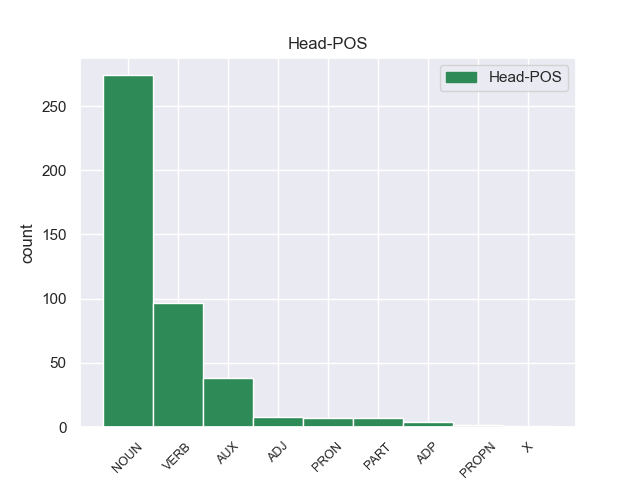 Head-POS
Head-POS
250
200
150
100
50
0
count
NOUN
VERB
AUX
ADJ
PRON
PART
ADP
PROPN
X